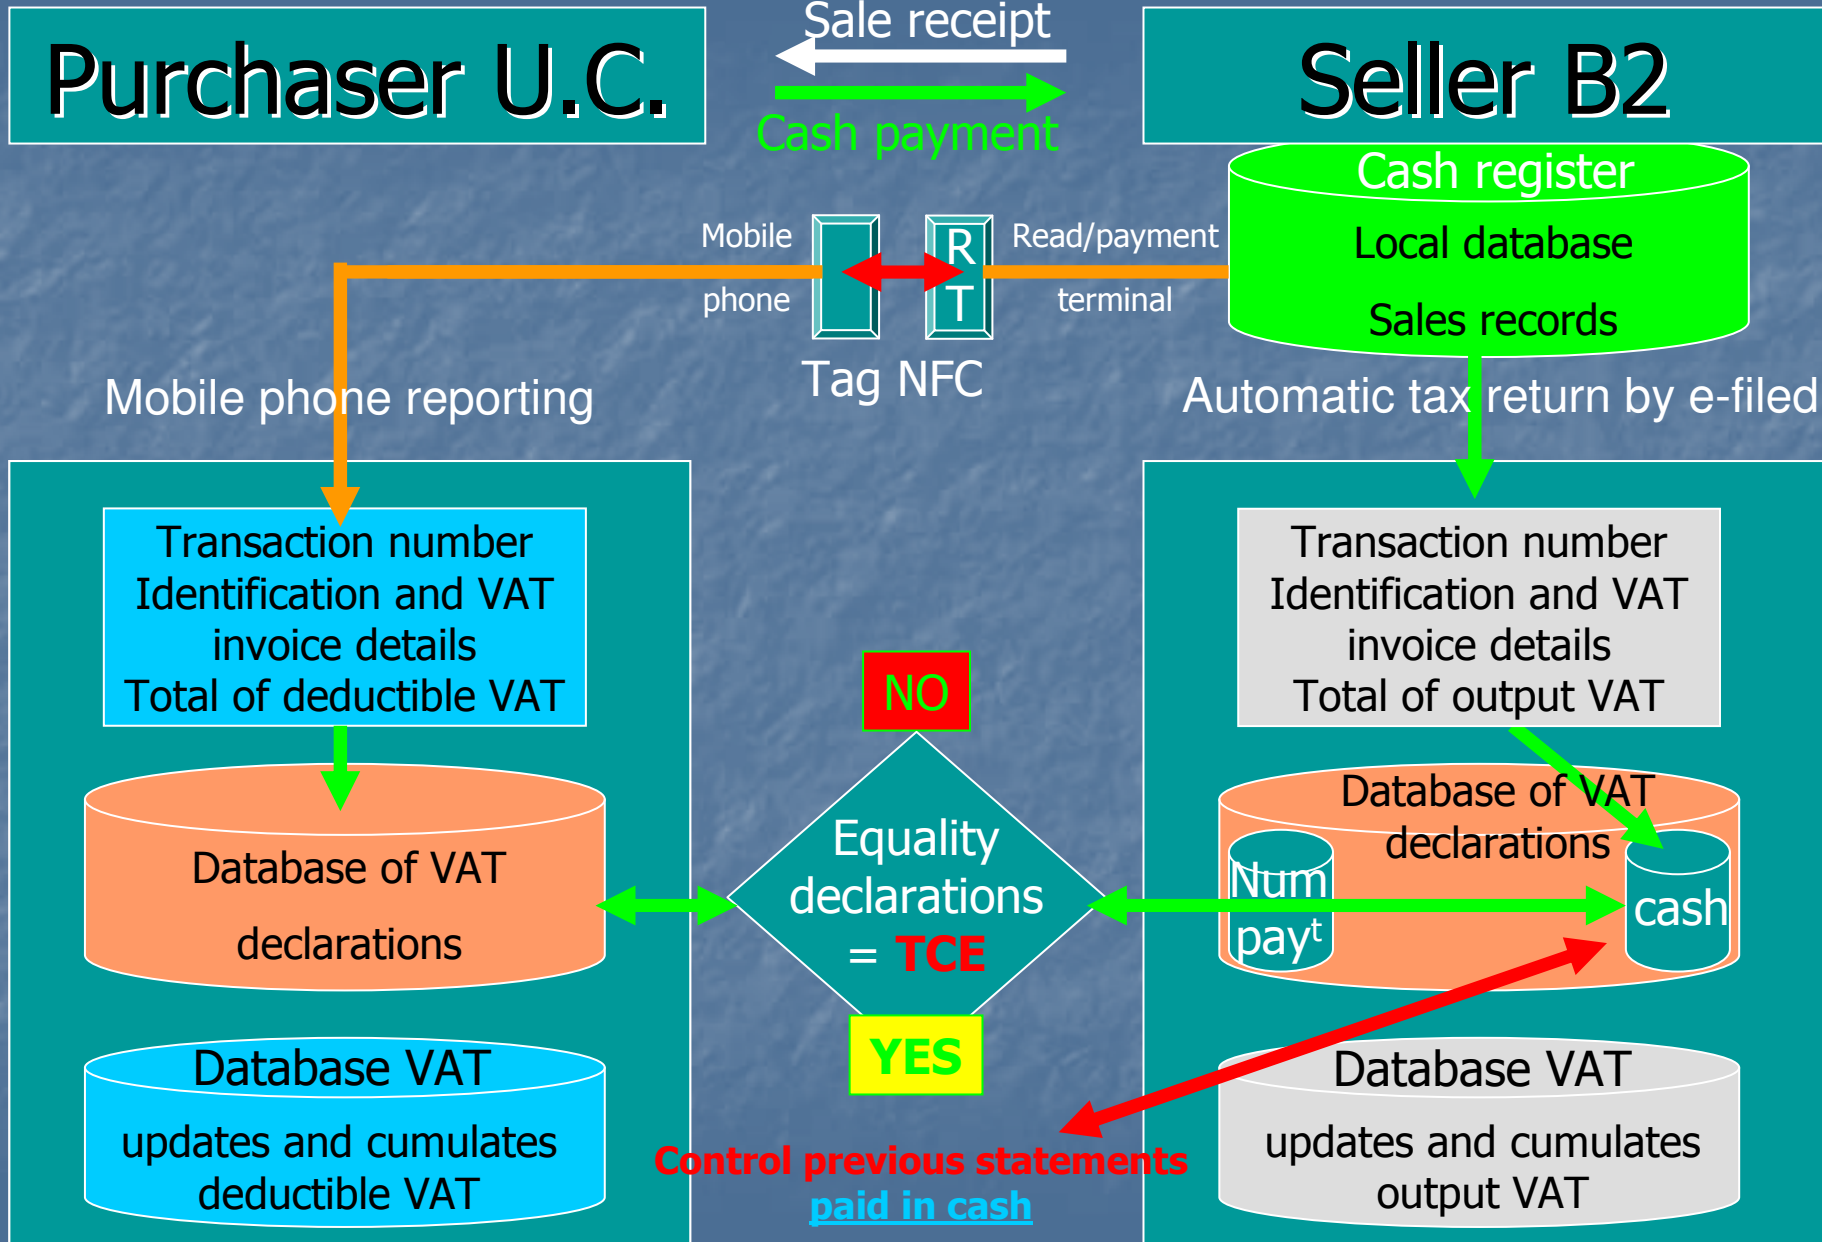 Purchaser U.C.
Sale receipt
Cash payment
Seller B2
Cash register
Local database
Sales records
Mobile
phone
R
T
Read/payment
terminal
Tag NFC
Mobile phone reporting
Automatic tax return by e-filed
Transaction number
Identification and VAT
invoice details
Total of deductible VAT
Database of VAT
declarations
Database VAT
updates and cumulates
deductible VAT
NO
Equality
declarations
= TCE
YES
Control previous statements
paid in cash
Transaction number
Identification and VAT
invoice details
Total of output VAT
Database of VAT
declarations
Num
payᵗ
cash
Database VAT
updates and cumulates
output VAT